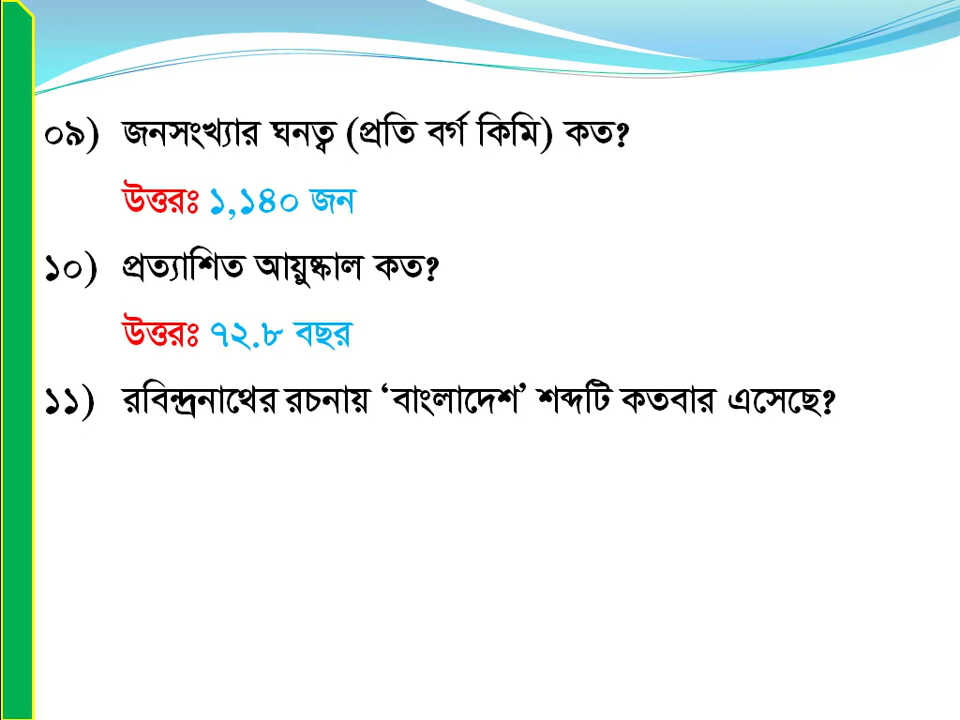 ০৯) জনসংখ্যার ঘনত্ব (প্রতি বর্গ কিমি) কত?
উত্তরঃ ১,১৪০ জন
১০) প্রত্যাশিত আয়ুষ্কাল কত?
উত্তরঃ ৭২.৮ বছর
১১) রবিন্দ্রনাথের রচনায় ‘বাংলাদেশ’ শব্দটি কতবার এসেছে?